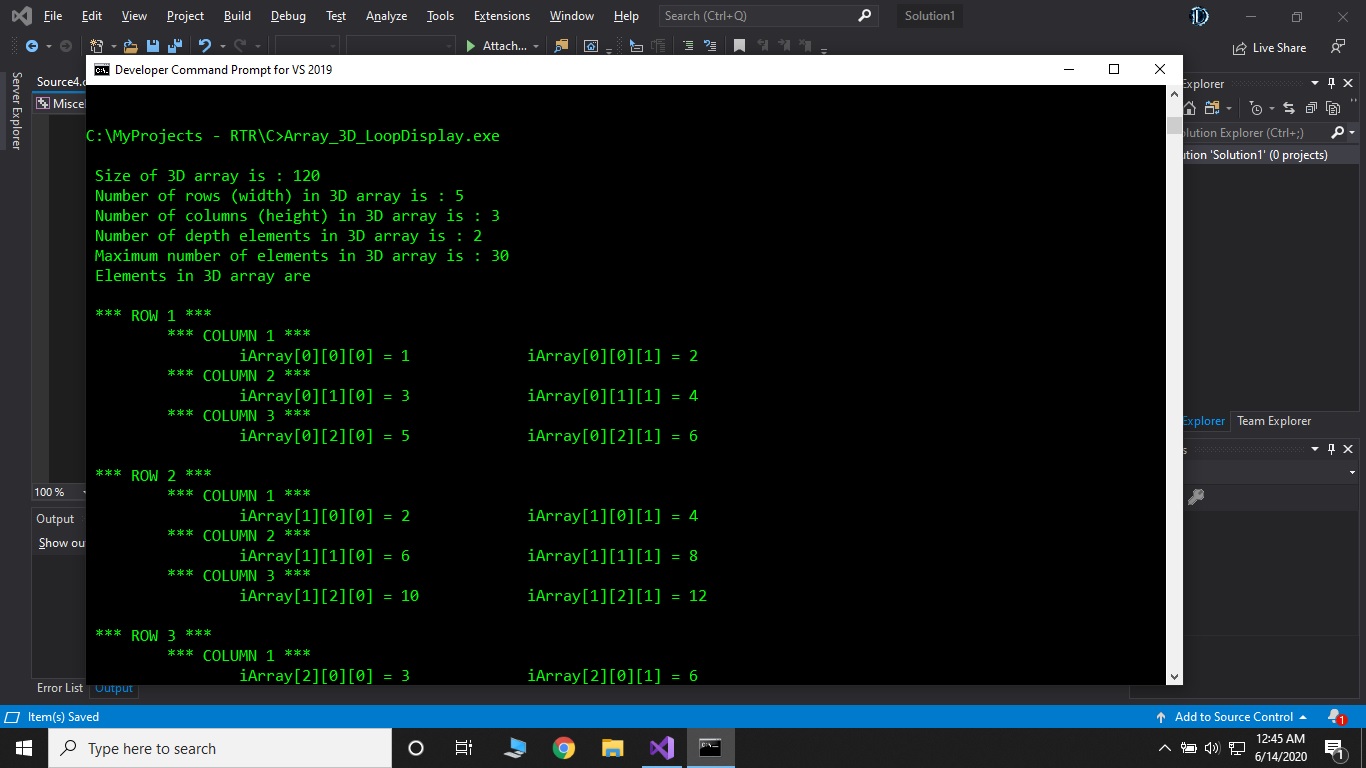 File Edit View Project Build Debug Test Analyze Tools Extensions Window Help Search (Ctrl+Q) Solution1
Attach... Live Share
Server Explorer
Source4.c
Miscel
Developer Command Prompt for VS 2019
C:\MyProjects - RTR\C>Array_3D_LoopDisplay.exe
Size of 3D array is : 120
Number of rows (width) in 3D array is : 5
Number of columns (height) in 3D array is : 3
Number of depth elements in 3D array is : 2
Maximum number of elements in 3D array is : 30
Elements in 3D array are
*** ROW 1 ***
*** COLUMN 1 ***
iArray[0][0][0] = 1 iArray[0][0][1] = 2
*** COLUMN 2 ***
iArray[0][1][0] = 3 iArray[0][1][1] = 4
*** COLUMN 3 ***
iArray[0][2][0] = 5 iArray[0][2][1] = 6
*** ROW 2 ***
*** COLUMN 1 ***
iArray[1][0][0] = 2 iArray[1][0][1] = 4
*** COLUMN 2 ***
iArray[1][1][0] = 6 iArray[1][1][1] = 8
*** COLUMN 3 ***
iArray[1][2][0] = 10 iArray[1][2][1] = 12
*** ROW 3 ***
*** COLUMN 1 ***
iArray[2][0][0] = 3 iArray[2][0][1] = 6
Explorer
olution Explorer (Ctrl+;)
ution 'Solution1' (0 projects)
Explorer Team Explorer
s
100 %
Output
Show ou
Error List Output
Item(s) Saved Add to Source Control 1
Type here to search
12:45 AM
6/14/2020
1